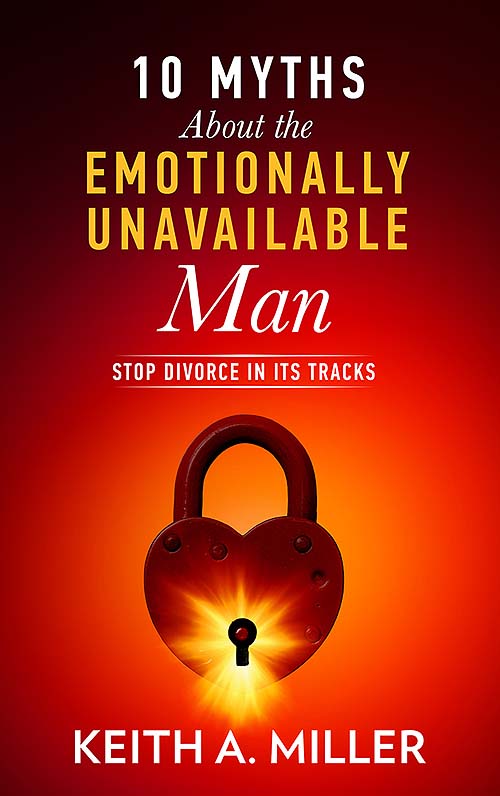 10 MYTHS
About the
EMOTIONALLY
UNAVAILABLE
Man
STOP DIVORCE IN ITS TRACKS
KEITH A. MILLER